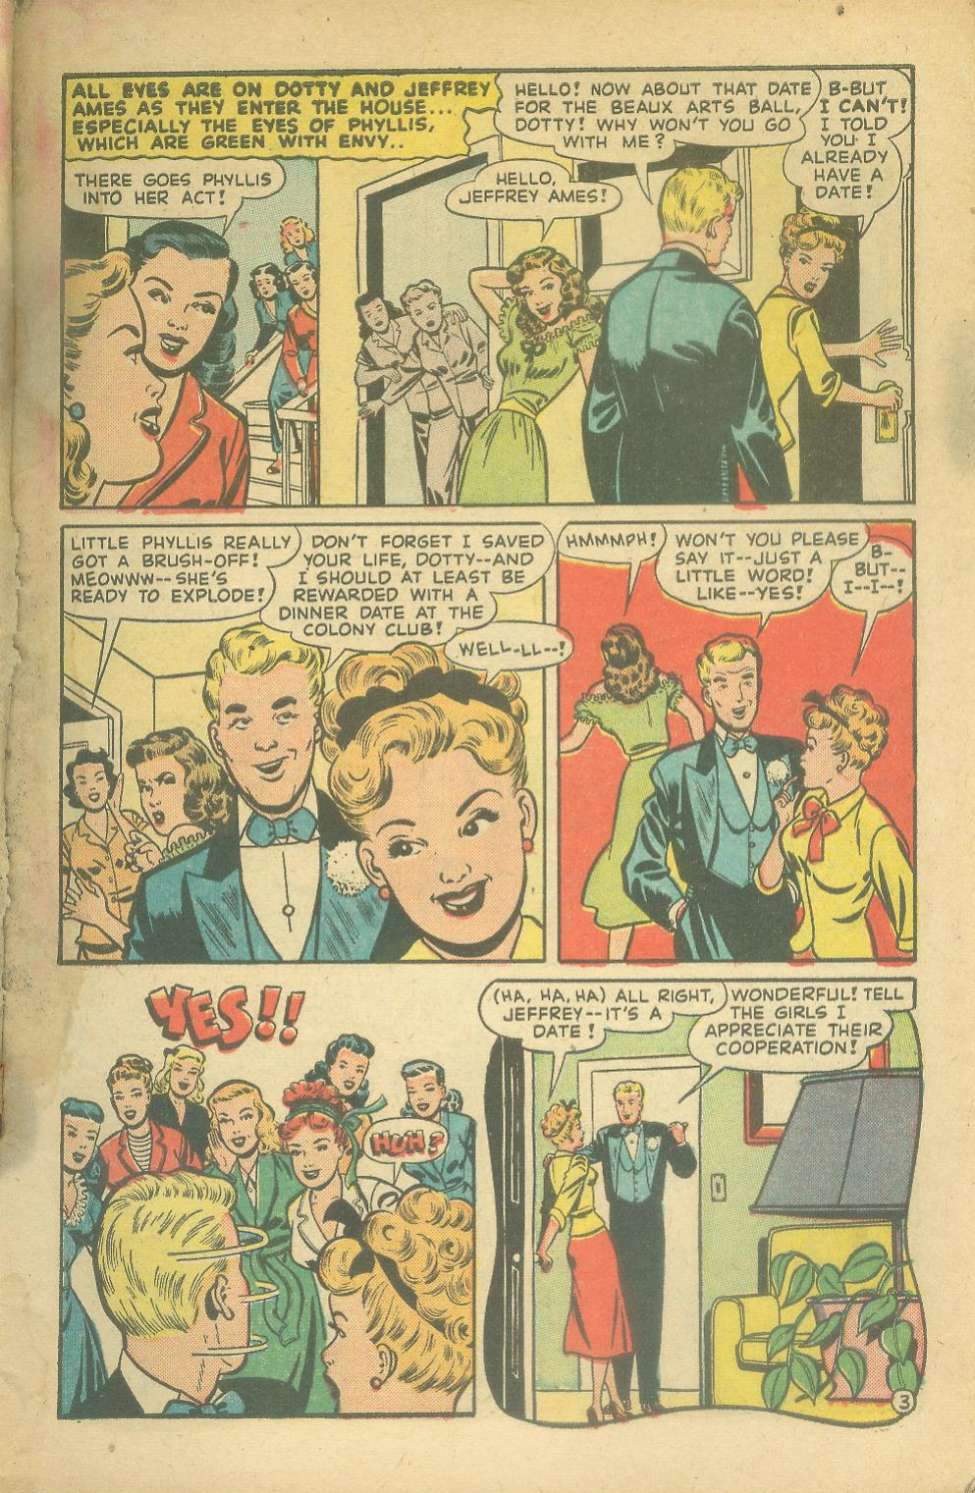 ALL EYES ARE ON DOTTY AND JEFFREY
AMES AS THEY ENTER THE HOUSE...
ESPECIALLY THE EYES OF PHYLLIS,
WHICH ARE GREEN WITH ENVY..
THERE GOES PHYLLIS
INTO HER ACT!
HELLO,
JEFFREY AMES!
HELLO! NOW ABOUT THAT DATE
FOR THE BEAUX ARTS BALL,
DOTTY! WHY WON'T YOU GO
WITH ME?
B-BUT
I CAN'T!
I TOLD
YOU I
ALREADY
HAVE A
DATE!
LITTLE PHYLLIS REALLY
GOT A BRUSH-OFF!
MEOWWW--SHE'S
READY TO EXPLODE!
DON'T FORGET I SAVED
YOUR LIFE, DOTTY--AND
I SHOULD AT LEAST BE
REWARDED WITH A
DINNER DATE AT THE
COLONY CLUB!
WELL-LL--!
HMMMPH!
WON'T YOU PLEASE
SAY IT--JUST A
LITTLE WORD!
LIKE--YES!
B-
BUT--
I--I--!
YES!!
HUH?
(HA, HA, HA) ALL RIGHT,
JEFFREY--IT'S A
DATE!
WONDERFUL! TELL
THE GIRLS I
APPRECIATE THEIR
COOPERATION!
3